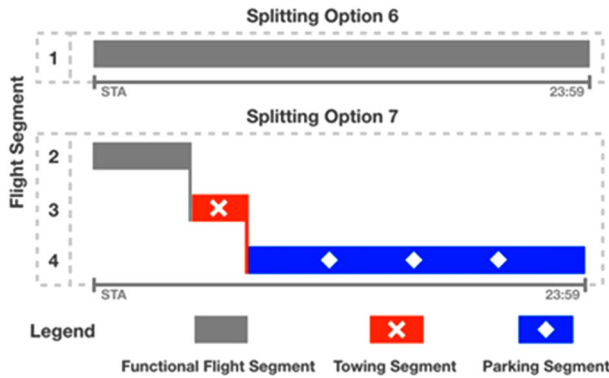 Splitting Option 6
Flight Segment
1
STA 23:59
Splitting Option 7
2
3
4
STA 23:59
Legend
Functional Flight Segment Towing Segment Parking Segment